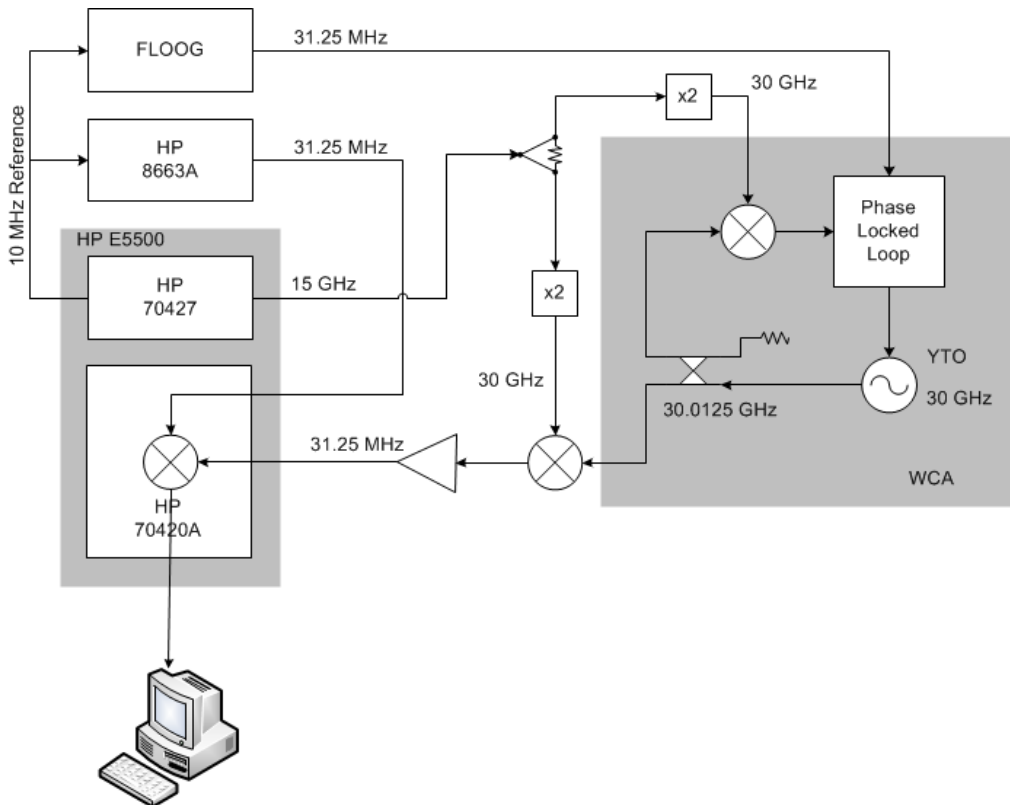 FLOOG
31.25 MHz
x2
30 GHz
10 MHz Reference
HP
8663A
31.25 MHz
Phase
Locked
Loop
HP E5500
HP
70427
15 GHz
x2
YTO
30 GHz
30 GHz
30.0125 GHz
31.25 MHz
WCA
HP
70420A